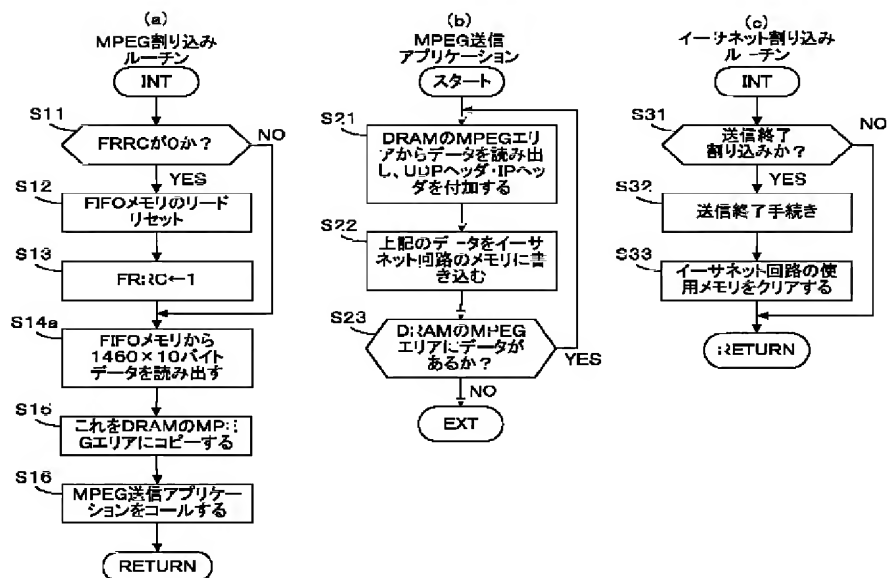 (a)
MPEG割り込み
ルーチン
INT
S11
FRRCが0か？
NO
YES
S12
FIFOメモリのリード
リセット
S13
FRRC←1
S14a
FIFOメモリから
1460×10バイト
データを読み出す
S15
これをDRAMのMPE
Gエリアにコピーする
S16
MPEG送信アプリケー
ションをコールする
RETURN
(b)
MPEG送信
アプリケーション
スタート
S21
DRAMのMPEGエリ
アからデータを読み出
し、UDPヘッダ・IPヘッ
ダを付加する
S22
上記のデータをイーサ
ネット回路のメモリに書
き込む
S23
DRAMのMPEG
エリアにデータが
あるか？
YES
NO
EXT
(c)
イーサネット割り込み
ルーチン
INT
S31
送信終了
割り込みか？
NO
YES
S32
送信終了手続き
S33
イーサネット回路の使
用メモリをクリアする
RETURN